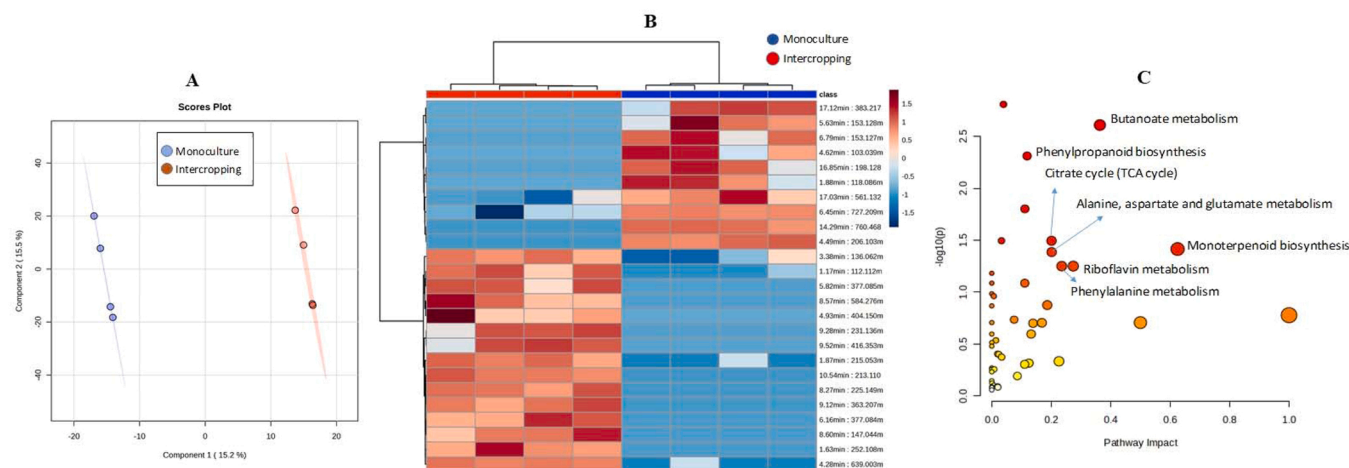 A
Scores Plot
Monoculture
Intercropping
40
20
0
-20
-40
-20
-10
0
10
20
Component 2 ( 15.5 %)
Component 1 ( 15.2 %)
B
Monoculture
Intercropping
class
17.12min : 383.217
5.63min : 153.128m
6.79min : 153.127m
4.62min : 103.039m
16.85min : 198.128
1.88min : 118.086m
17.03min : 561.132
6.45min : 727.209m
14.29min : 760.468
4.49min : 206.103m
3.38min : 136.062m
1.17min : 112.112m
5.82min : 377.085m
8.57min : 584.276m
4.93min : 404.150m
9.28min : 231.136m
9.52min : 416.353m
1.87min : 215.053m
10.54min : 213.110
8.27min : 225.149m
9.12min : 363.207m
6.16min : 377.084m
8.60min : 147.044m
1.63min : 252.108m
4.28min : 639.003m
1.5
1
0.5
0
-0.5
-1
-1.5
C
Butanoate metabolism
Phenylpropanoid biosynthesis
Citrate cycle (TCA cycle)
Alanine, aspartate and glutamate metabolism
Monoterpenoid biosynthesis
Riboflavin metabolism
Phenylalanine metabolism
2.5
2.0
1.5
1.0
0.5
0.0
-log10(p)
0.0
0.2
0.4
0.6
0.8
1.0
Pathway Impact